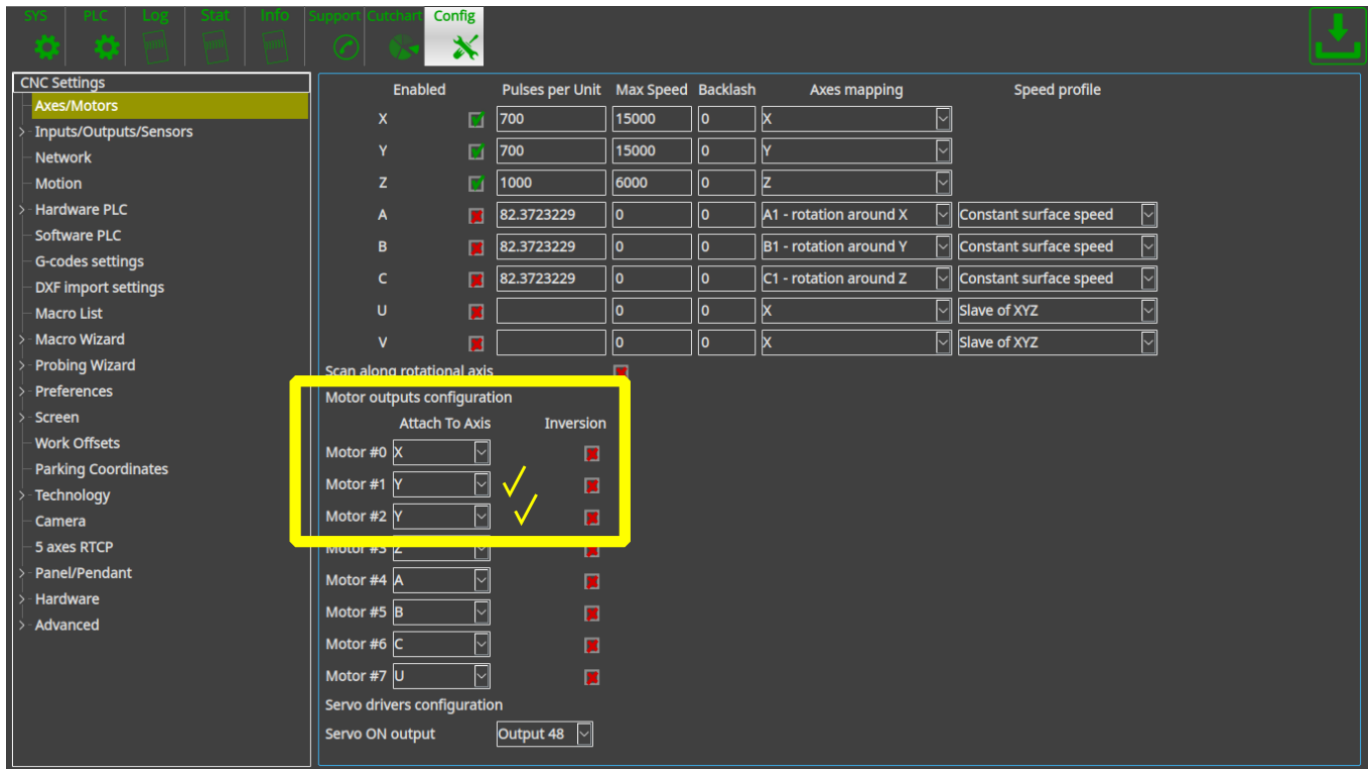 SYS PLC Log Stat Info Support Cutchart Config
CNC Settings
Axes/Motors
Inputs/Outputs/Sensors
Network
Motion
Hardware PLC
Software PLC
G-codes settings
DXF import settings
Macro List
Macro Wizard
Probing Wizard
Preferences
Screen
Work Offsets
Parking Coordinates
Technology
Camera
5 axes RTCP
Panel/Pendant
Hardware
Advanced
Enabled Pulses per Unit Max Speed Backlash Axes mapping Speed profile
X 700 15000 0 X
Y 700 15000 0 Y
Z 1000 6000 0 Z
A 82.3723229 0 0 A1 - rotation around X Constant surface speed
B 82.3723229 0 0 B1 - rotation around Y Constant surface speed
C 82.3723229 0 0 C1 - rotation around Z Constant surface speed
U 0 0 X Slave of XYZ
V 0 0 X Slave of XYZ
Scan along rotational axis
Motor outputs configuration
Attach To Axis Inversion
Motor #0 X
Motor #1 Y
Motor #2 Y
Motor #3 Z
Motor #4 A
Motor #5 B
Motor #6 C
Motor #7 U
Servo drivers configuration
Servo ON output Output 48